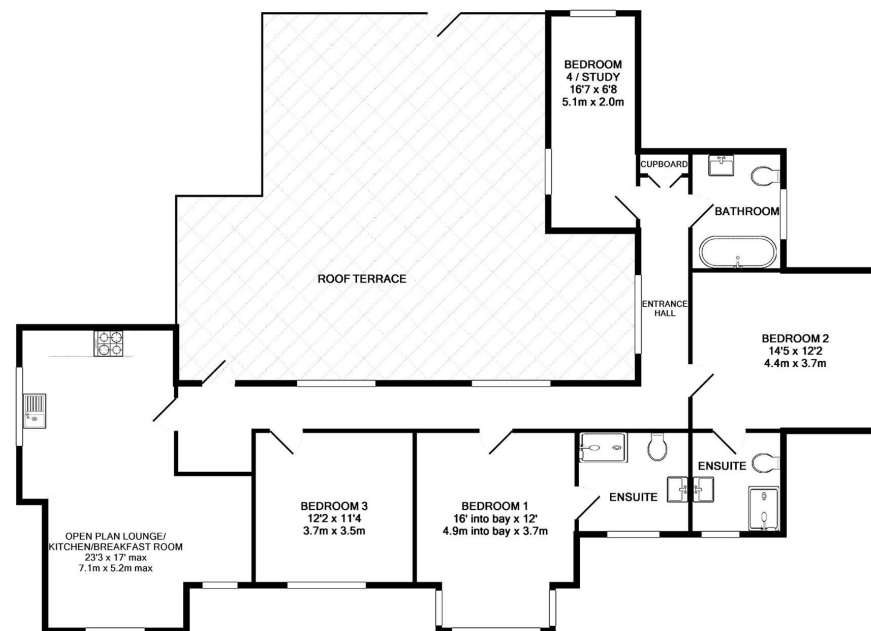 BEDROOM
4 / STUDY
16'7 x 6'8
5.1m x 2.0m
CUPBOARD
BATHROOM
ROOF TERRACE
ENTRANCE
HALL
BEDROOM 2
14'5 x 12'2
4.4m x 3.7m
OPEN PLAN LOUNGE/
KITCHEN/BREAKFAST ROOM
23'3 x 17' max
7.1m x 5.2m max
BEDROOM 3
12'2 x 11'4
3.7m x 3.5m
BEDROOM 1
16' into bay x 12'
4.9m into bay x 3.7m
ENSUITE
ENSUITE